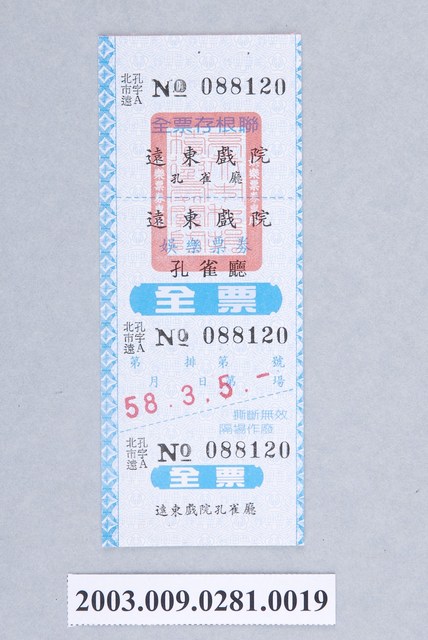 北市遠
孔字A
No 088120
全票存根聯
遠東戲院
孔雀廳
遠東戲院
娛樂票券
孔雀廳
全票
北市遠
孔字A
No 088120
第 排 第 號
月 日 第 場
58.3.5.-
撕斷無效
隔場作廢
北市遠
孔字A
No 088120
全票
遠東戲院孔雀廳
2003.009.0281.0019